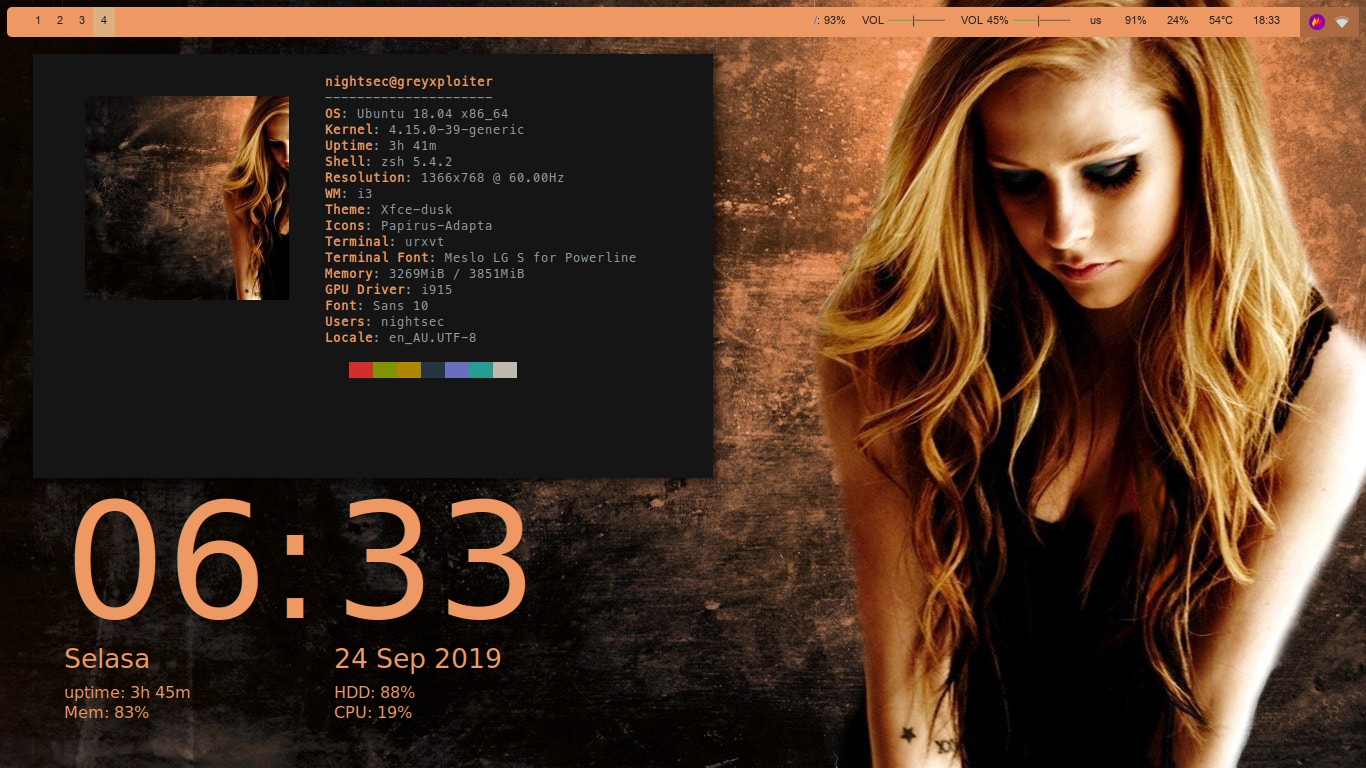 1 2 3 4 /: 93% VOL VOL 45% us 91% 24% 54°C 18:33
nightsec@greyxploiter
---------------------
OS: Ubuntu 18.04 x86_64
Kernel: 4.15.0-39-generic
Uptime: 3h 41m
Shell: zsh 5.4.2
Resolution: 1366x768 @ 60.00Hz
WM: i3
Theme: Xfce-dusk
Icons: Papirus-Adapta
Terminal: urxvt
Terminal Font: Meslo LG S for Powerline
Memory: 3269MiB / 3851MiB
GPU Driver: i915
Font: Sans 10
Users: nightsec
Locale: en_AU.UTF-8
06:33
Selasa 24 Sep 2019
uptime: 3h 45m HDD: 88%
Mem: 83% CPU: 19%